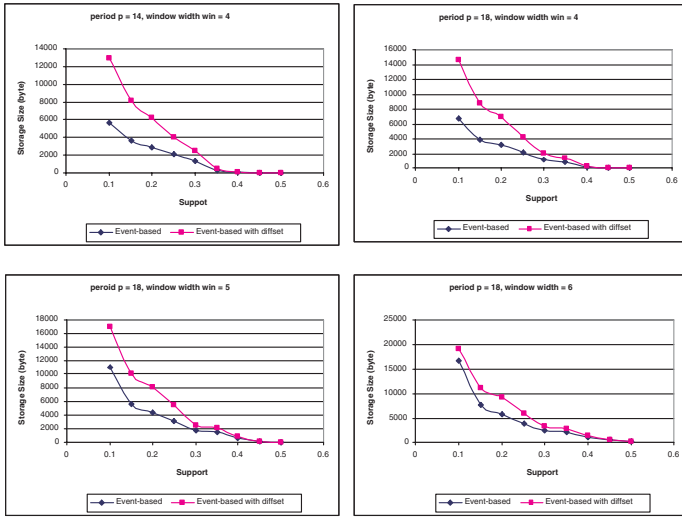 period p = 14, window width win = 4
14000
12000
10000
8000
6000
4000
2000
0
Storage Size (byte)
0 0.1 0.2 0.3 0.4 0.5 0.6
Suppot
Event-based Event-based with diffset
period p = 18, window width win = 4
16000
14000
12000
10000
8000
6000
4000
2000
0
Storage Size (byte)
0 0.1 0.2 0.3 0.4 0.5 0.6
Support
Event-based Event-based with diffset
peroid p = 18, window width win = 5
18000
16000
14000
12000
10000
8000
6000
4000
2000
0
Storage Size (byte)
0 0.1 0.2 0.3 0.4 0.5 0.6
Support
Event-based Event-based with diffset
period p = 18, window width = 6
25000
20000
15000
10000
5000
0
Storage Size (byte)
0 0.1 0.2 0.3 0.4 0.5 0.6
Support
Event-based Event-based with diffset